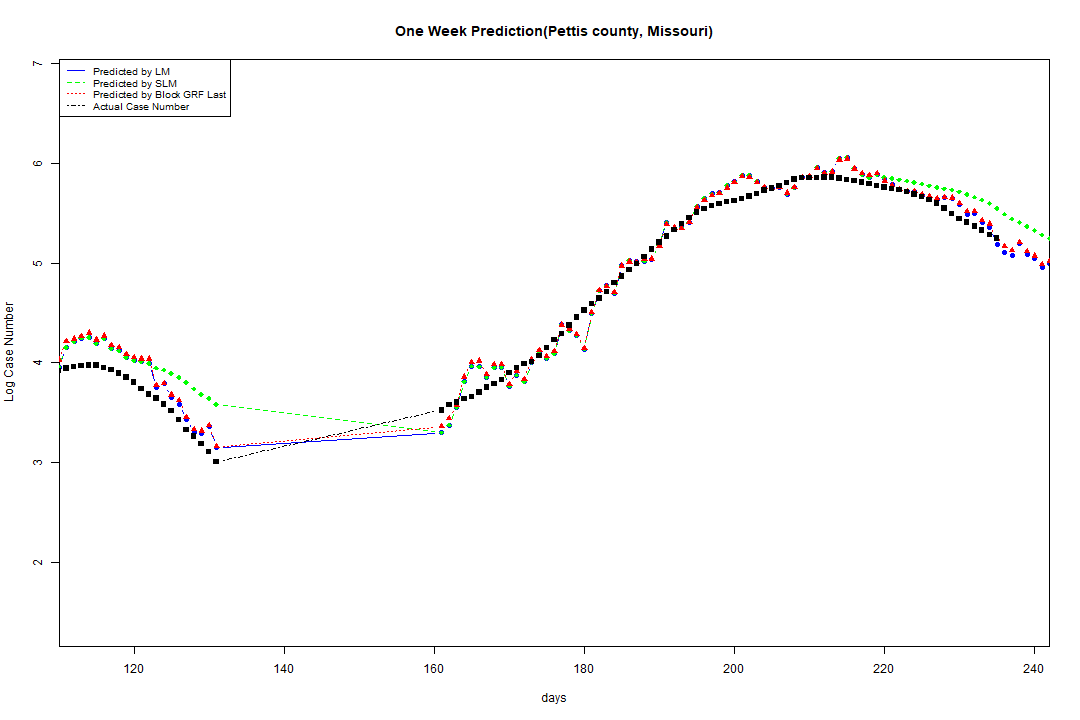 One Week Prediction(Pettis county, Missouri)
Predicted by LM
Predicted by SLM
Predicted by Block GRF Last
Actual Case Number
7
6
5
4
3
2
Log Case Number
120 140 160 180 200 220 240
days